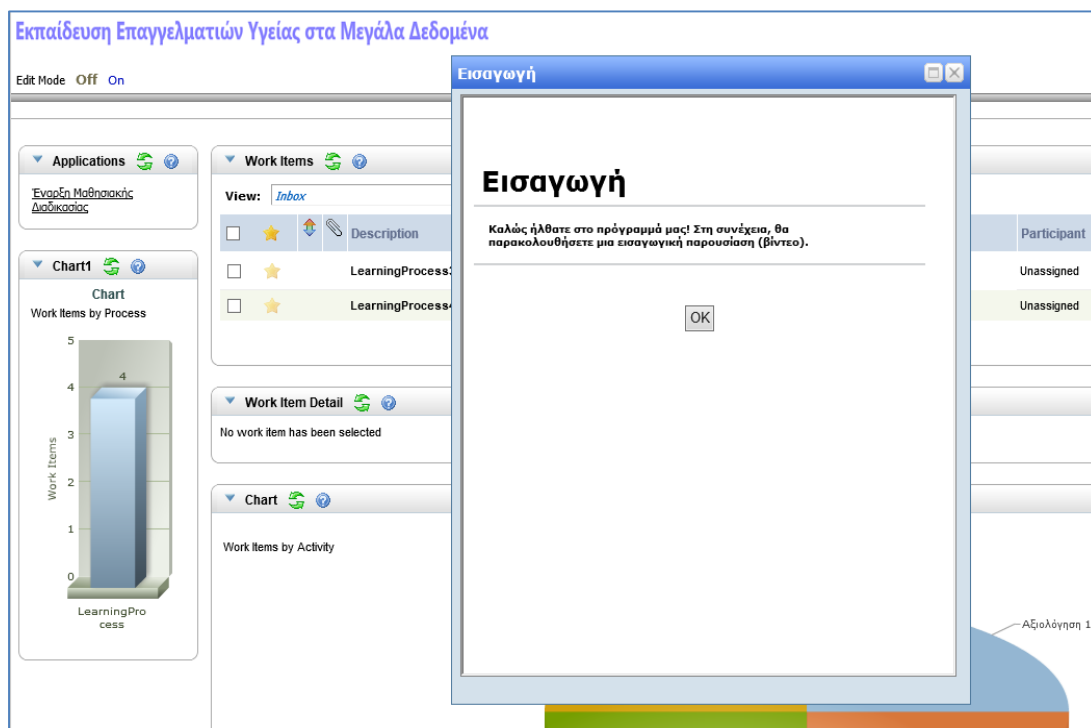 Εκπαίδευση Επαγγελματιών Υγείας στα Μεγάλα Δεδομένα
Edit Mode Off On
Applications
Έναρξη Μαθησιακής
Διαδικασίας
Chart1
Chart
Work Items by Process
5
4
4
3
2
1
0
Work Items
LearningPro
cess
Work Items
View: Inbox
Description
Participant
LearningProcess3
Unassigned
LearningProcess4
Unassigned
Work Item Detail
No work item has been selected
Chart
Work Items by Activity
Αξιολόγηση 1
Εισαγωγή
Εισαγωγή
Καλώς ήλθατε στο πρόγραμμά μας! Στη συνέχεια, θα
παρακολουθήσετε μια εισαγωγική παρουσίαση (βίντεο).
OK